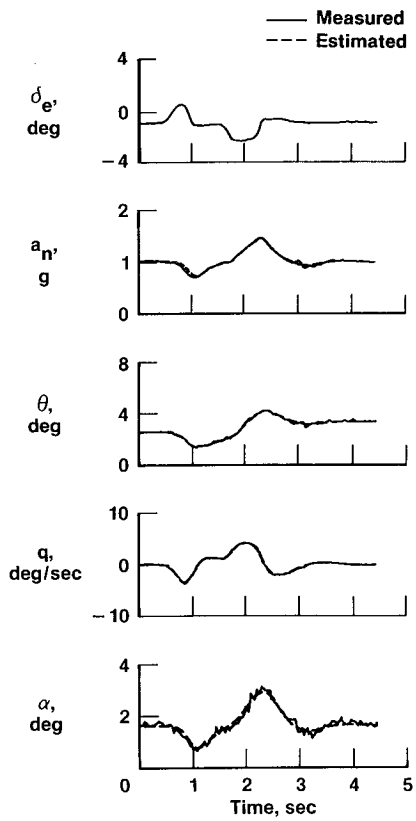 Measured
Estimated
4
δe,
deg
0
−4
2
an,
g
1
0
8
θ,
deg
4
0
10
q,
deg/sec
0
−10
4
α,
deg
2
0 1 2 3 4 5
Time, sec